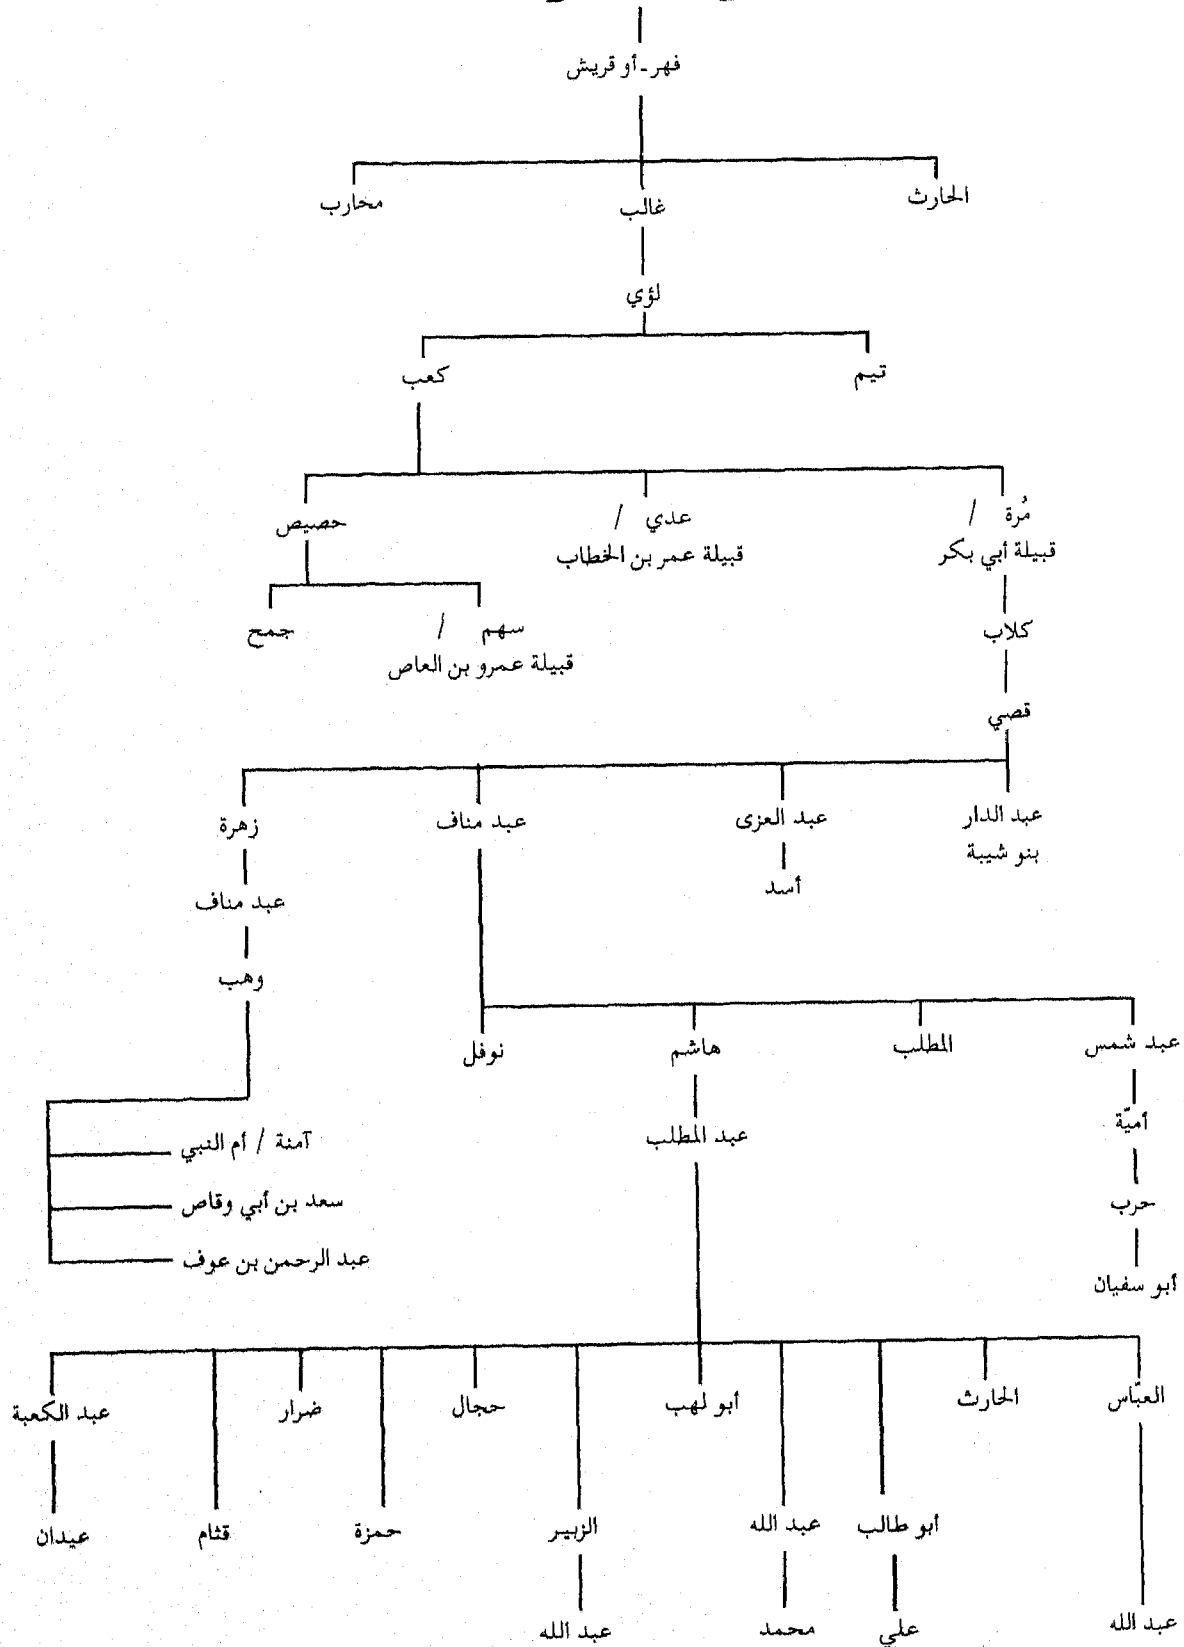 فهر - أو قريش
الحارث
غالب
محارب
لؤي
تيم
كعب
مُرة /
قبيلة أبي بكر
عدي /
قبيلة عمر بن الخطاب
حصيص
كلاب
سهم /
قبيلة عمرو بن العاص
جمح
قصي
عبد الدار
بنو شيبة
عبد العزى
أسد
عبد مناف
زهرة
عبد مناف
وهب
عبد شمس
المطلب
هاشم
نوفل
أميّة
حرب
أبو سفيان
عبد المطلب
آمنة / أم النبي
سعد بن أبي وقاص
عبد الرحمن بن عوف
العبّاس
الحارث
أبو لهب
حجال
ضرار
عبد الكعبة
أبو طالب
عبد الله
الزبير
حمزة
قثام
عيدان
عبد الله
علي
محمد
عبد الله